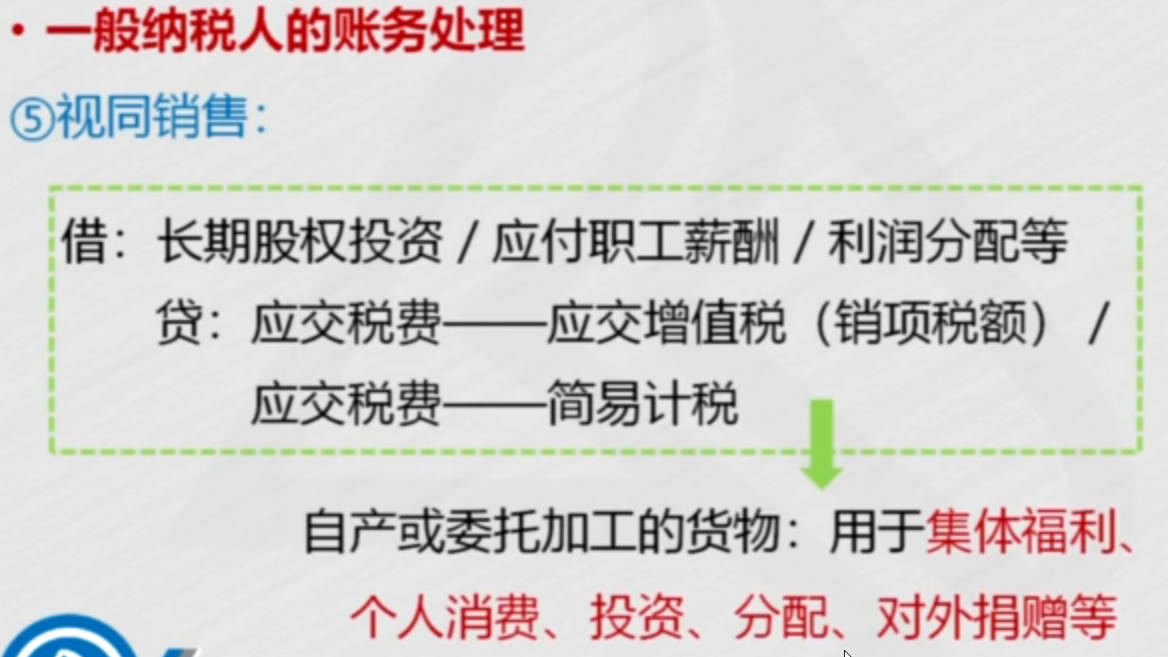 • 一般纳税人的账务处理
⑤视同销售：
借：长期股权投资 / 应付职工薪酬 / 利润分配等
贷：应交税费——应交增值税（销项税额） /
应交税费——简易计税
自产或委托加工的货物：用于集体福利、
个人消费、投资、分配、对外捐赠等